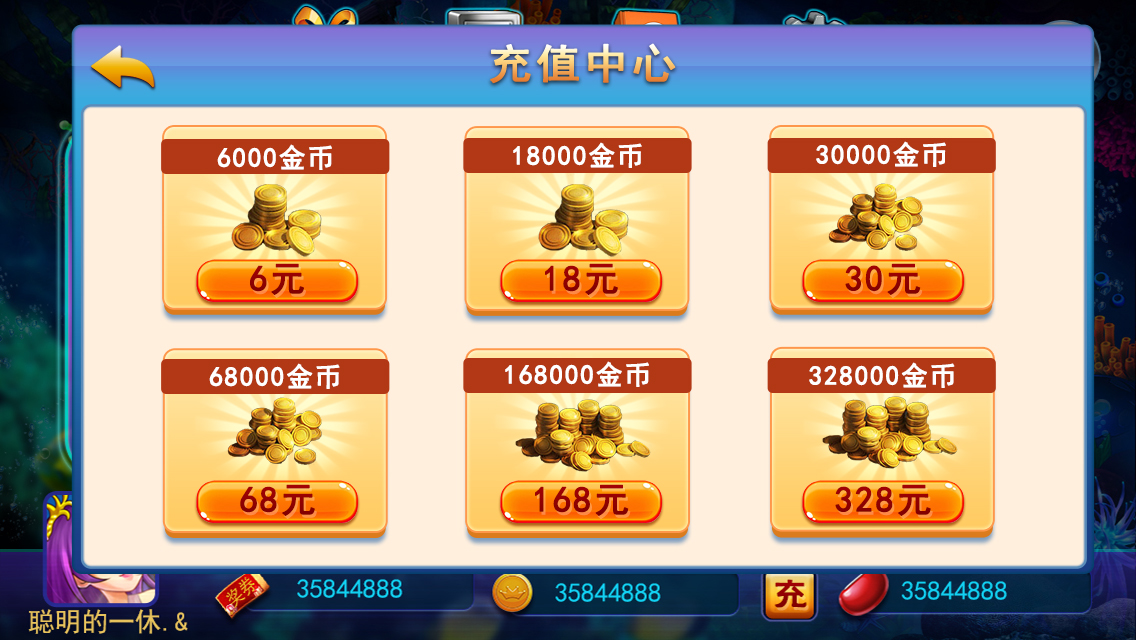 充值中心
6000金币
18000金币
30000金币
6元
18元
30元
68000金币
168000金币
328000金币
68元
168元
328元
奖券
35844888
35844888
充
35844888
聪明的一休.&